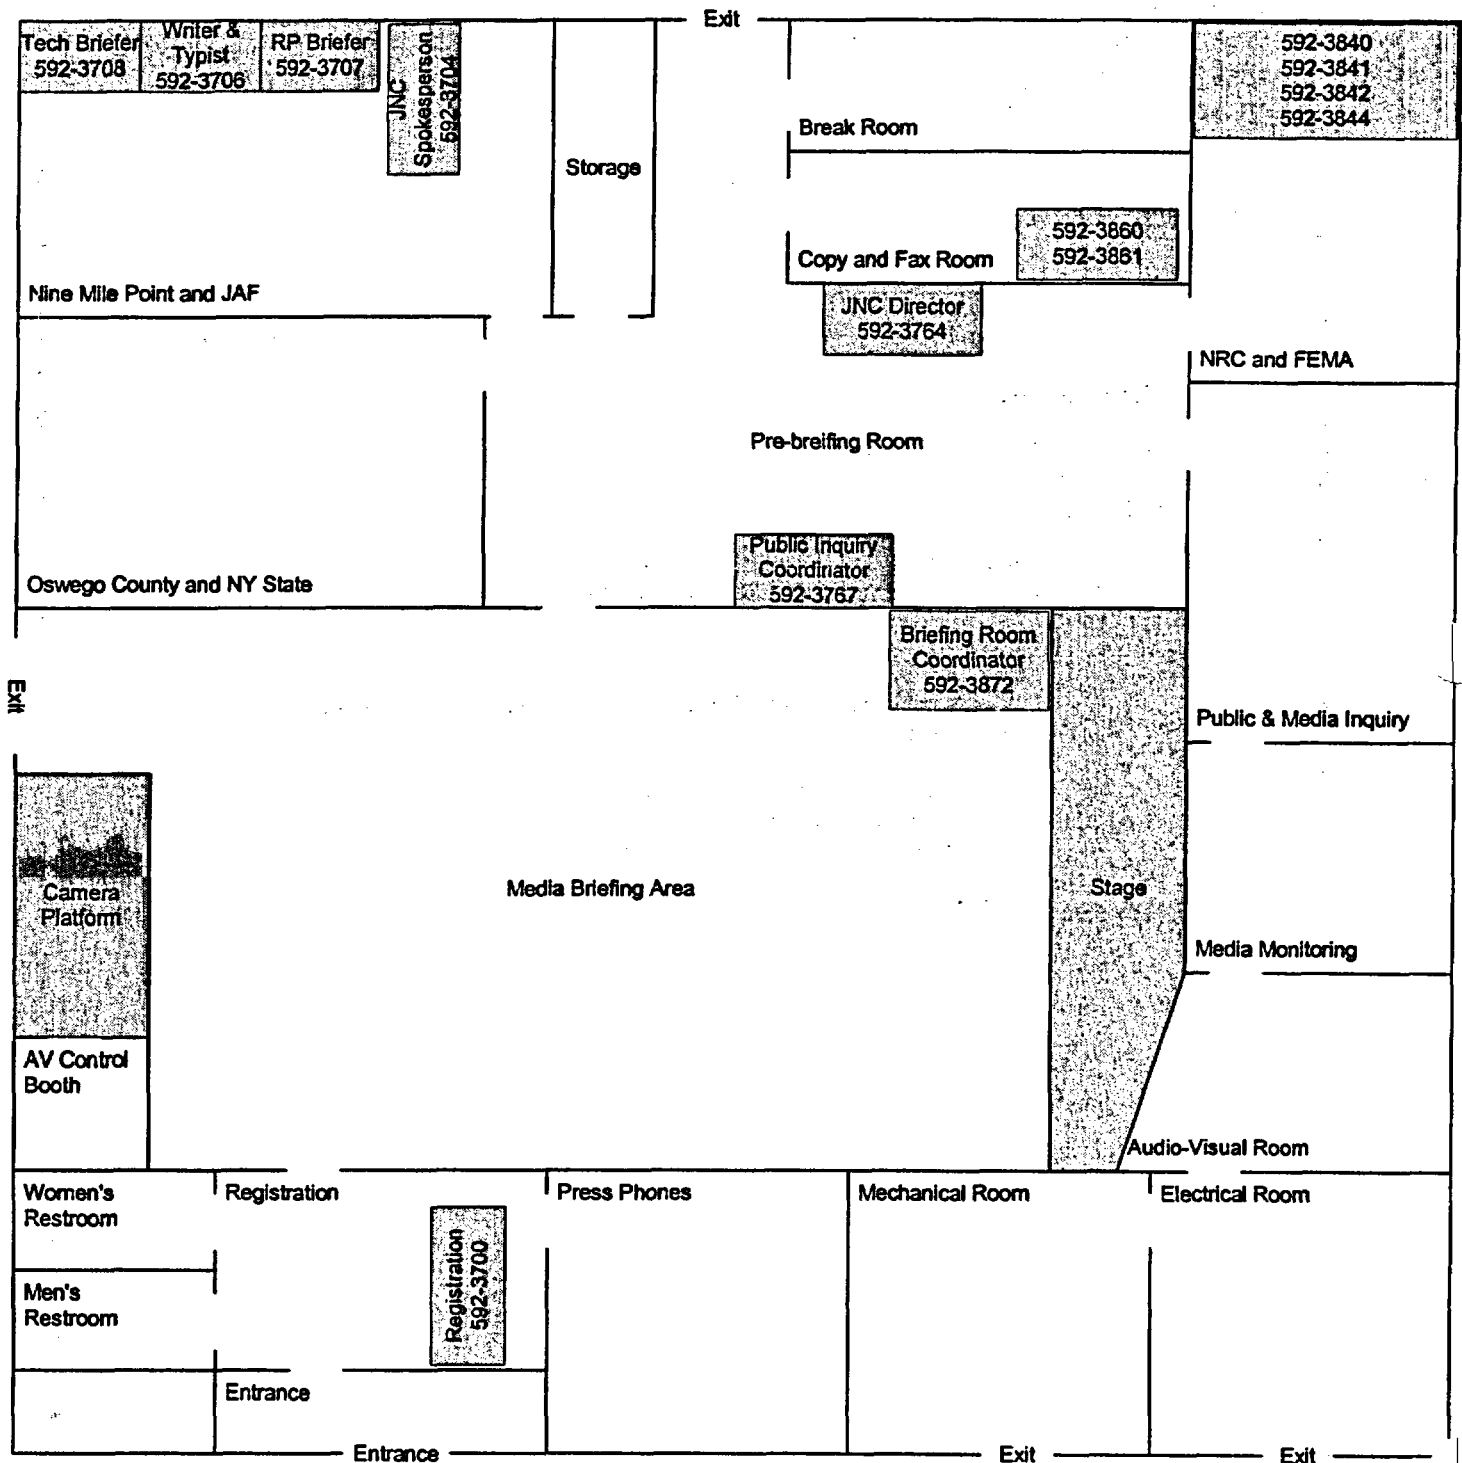 Exit
Tech Briefer
592-3708
Writer &
Typist
592-3706
RP Briefer
592-3707
JNC
Spokesperson
592-3704
Storage
Break Room
592-3840
592-3841
592-3842
592-3844
Copy and Fax Room
592-3860
592-3861
Nine Mile Point and JAF
JNC Director
592-3764
NRC and FEMA
Pre-breifing Room
Oswego County and NY State
Public Inquiry
Coordinator
592-3767
Briefing Room
Coordinator
592-3872
Exit
Public & Media Inquiry
Camera
Platform
Media Briefing Area
Stage
Media Monitoring
AV Control
Booth
Audio-Visual Room
Women's
Restroom
Registration
Press Phones
Mechanical Room
Electrical Room
Registration
592-3700
Men's
Restroom
Entrance
Entrance
Exit
Exit